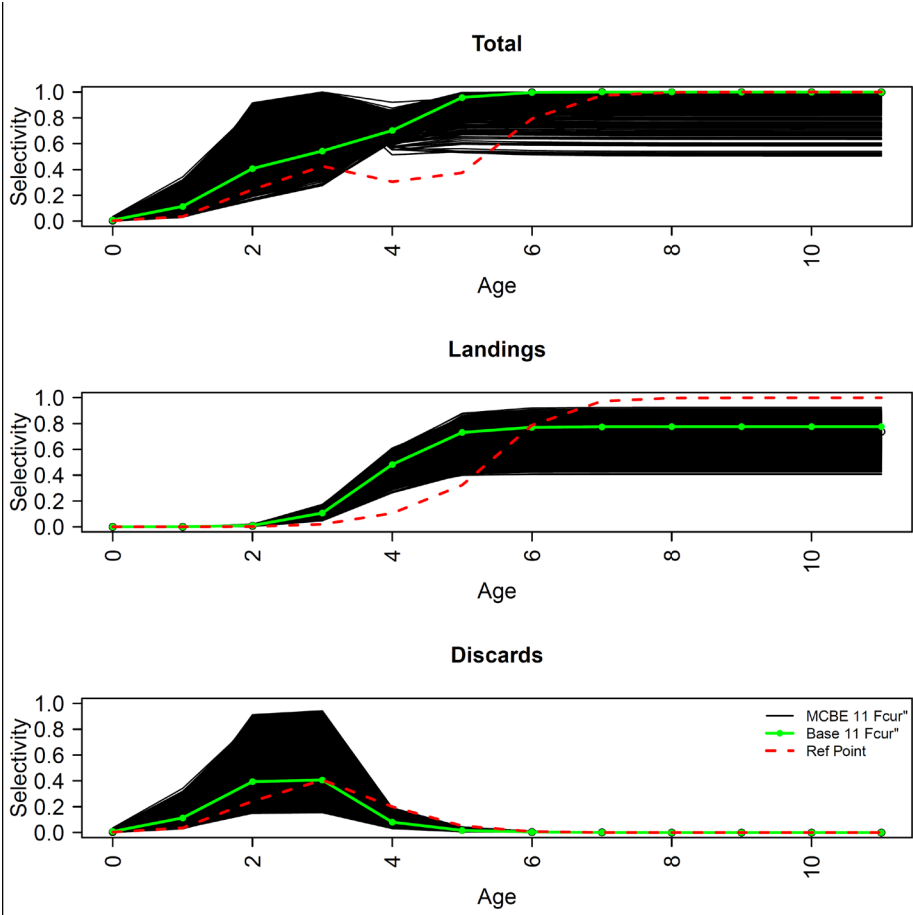 Total
Selectivity
1.0
0.8
0.6
0.4
0.2
0.0
0 2 4 6 8 10
Age
Landings
Selectivity
1.0
0.8
0.6
0.4
0.2
0.0
0 2 4 6 8 10
Age
Discards
Selectivity
1.0
0.8
0.6
0.4
0.2
0.0
MCBE 11 Fcur"
Base 11 Fcur"
Ref Point
0 2 4 6 8 10
Age